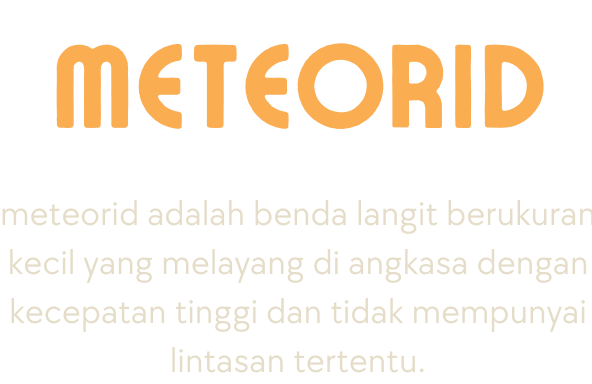 METEORID
meteorid adalah benda langit berukuran
kecil yang melayang di angkasa dengan
kecepatan tinggi dan tidak mempunyai
lintasan tertentu.